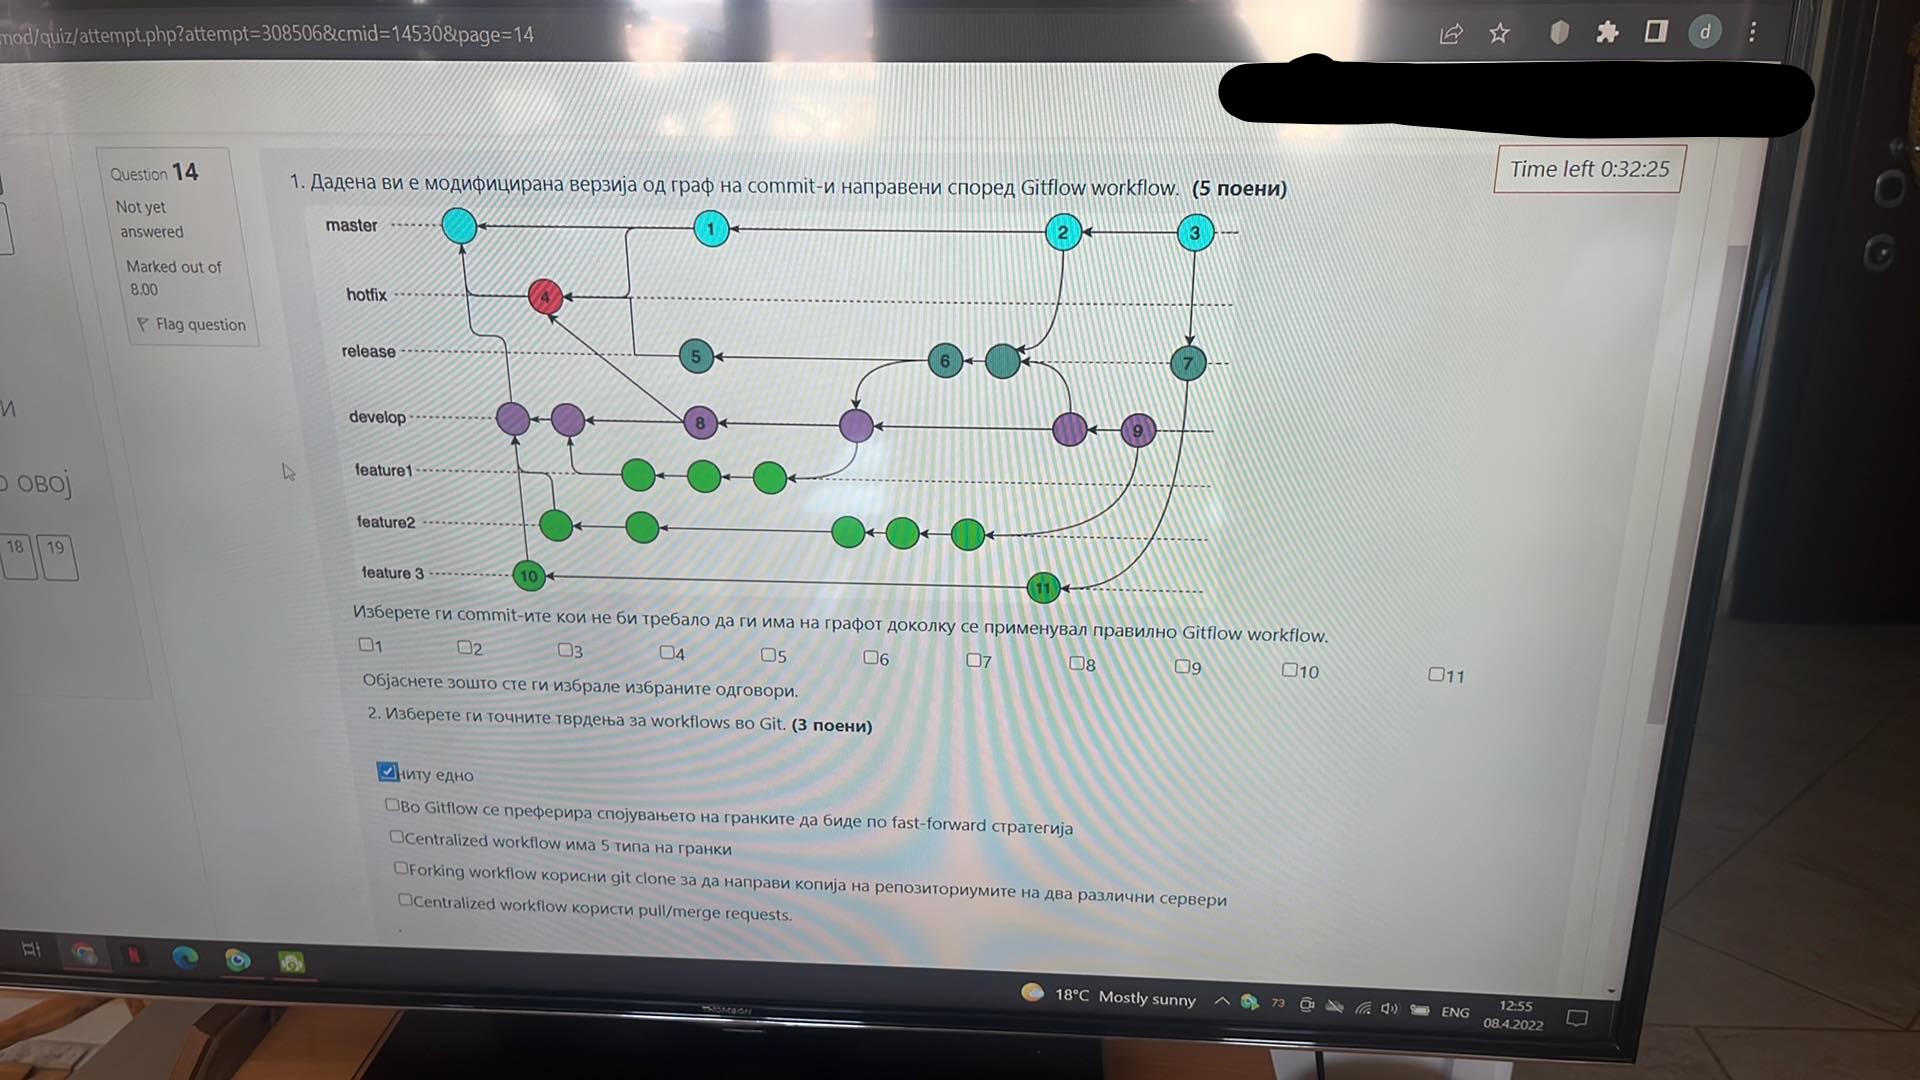 mod/quiz/attempt.php?attempt=308506&cmid=14530&page=14
d
Question 14
Not yet
answered
Marked out of
8.00
Flag question
Time left 0:32:25
1. Дадена ви е модифицирана верзија од граф на commit-и направени според Gitflow workflow. (5 поени)
master 1 2 3
hotfix 4
release 5 6 7
develop 8 9
feature1
feature2
feature 3 10 11
И
О ОВОЈ
18 19
Изберете ги commit-ите кои не би требало да ги има на графот доколку се применувал правилно Gitflow workflow.
1 2 3 4 5 6 7 8 9 10 11
Објаснете зошто сте ги избрале избраните одговори.
2. Изберете ги точните тврдења за workflows во Git. (3 поени)
ниту едно
Во Gitflow се преферира спојувањето на гранките да биде по fast-forward стратегија
Centralized workflow има 5 типа на гранки
Forking workflow корисни git clone за да направи копија на репозиториумите на два различни сервери
Centralized workflow користи pull/merge requests.
18°C Mostly sunny
73
ENG
12:55
08.4.2022
THOMSON